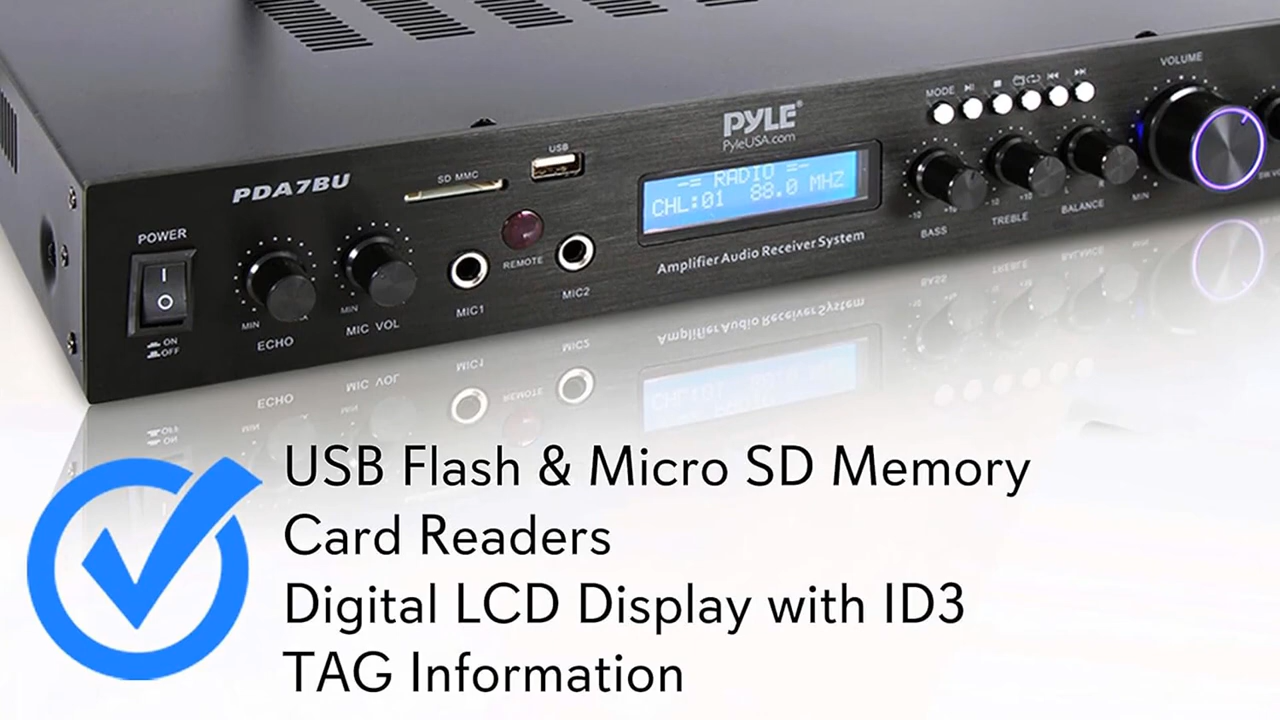 MODE
VOLUME
PYLE®
PyleUSA.com
USB
SD MMC
PDA7BU
-= RADIO =-
CHL:01 88.0 MHZ
-10 +10
-10 +10
L R
MIN
BASS
TREBLE
BALANCE
POWER
REMOTE
Amplifier Audio Receiver System
MIN
MIN
ECHO
MIC VOL
MIC1
MIC2
ON
OFF
USB Flash & Micro SD Memory
Card Readers
Digital LCD Display with ID3
TAG Information